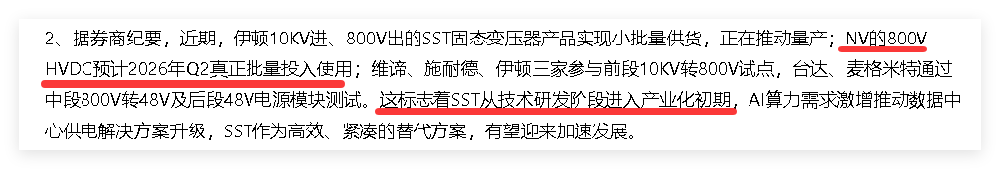 2、据券商纪要，近期，伊顿10KV进、800V出的SST固态变压器产品实现小批量供货，正在推动量产；NV的800V
HVDC预计2026年Q2真正批量投入使用；维谛、施耐德、伊顿三家参与前段10KV转800V试点，台达、麦格米特通过
中段800V转48V及后段48V电源模块测试。这标志着SST从技术研发阶段进入产业化初期，AI算力需求激增推动数据中
心供电解决方案升级，SST作为高效、紧凑的替代方案，有望迎来加速发展。